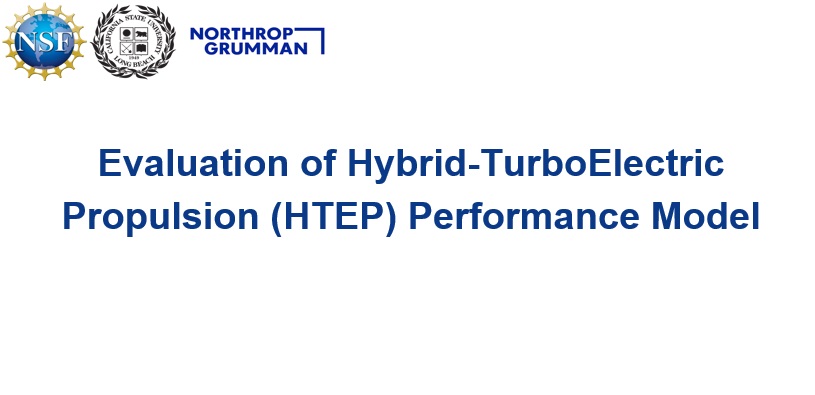 NSF
CALIFORNIA STATE UNIVERSITY
LONG BEACH
1949
NORTHROP
GRUMMAN
Evaluation of Hybrid-TurboElectric
Propulsion (HTEP) Performance Model